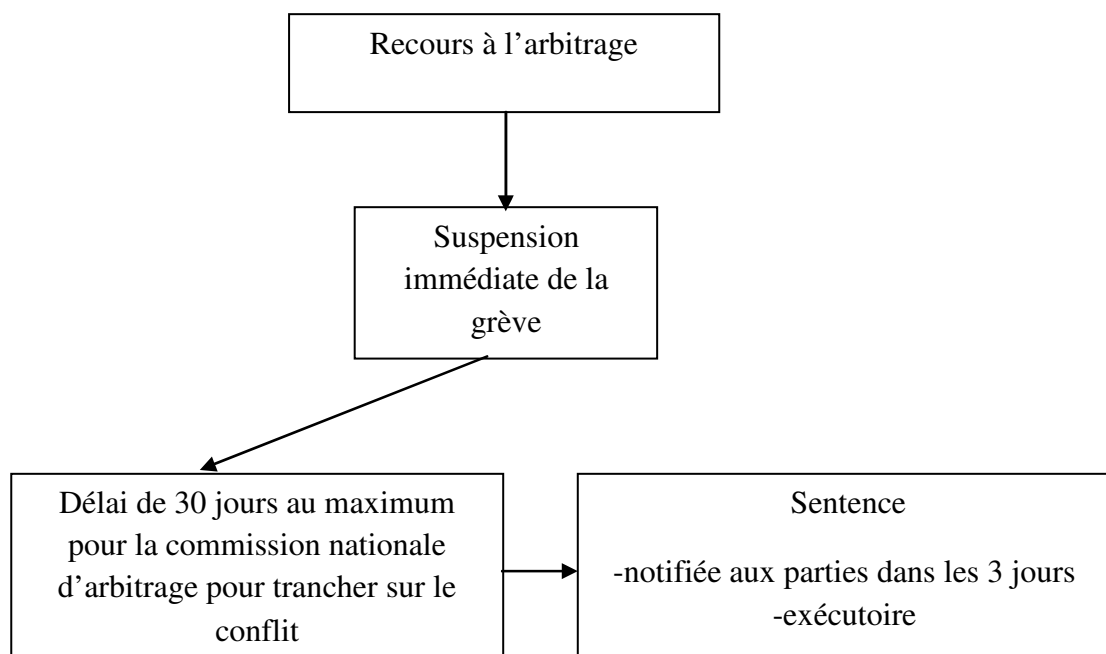 Recours à l’arbitrage
Suspension
immédiate de la
grève
Délai de 30 jours au maximum
pour la commission nationale
d’arbitrage pour trancher sur le
conflit
Sentence
-notifiée aux parties dans les 3 jours
-exécutoire